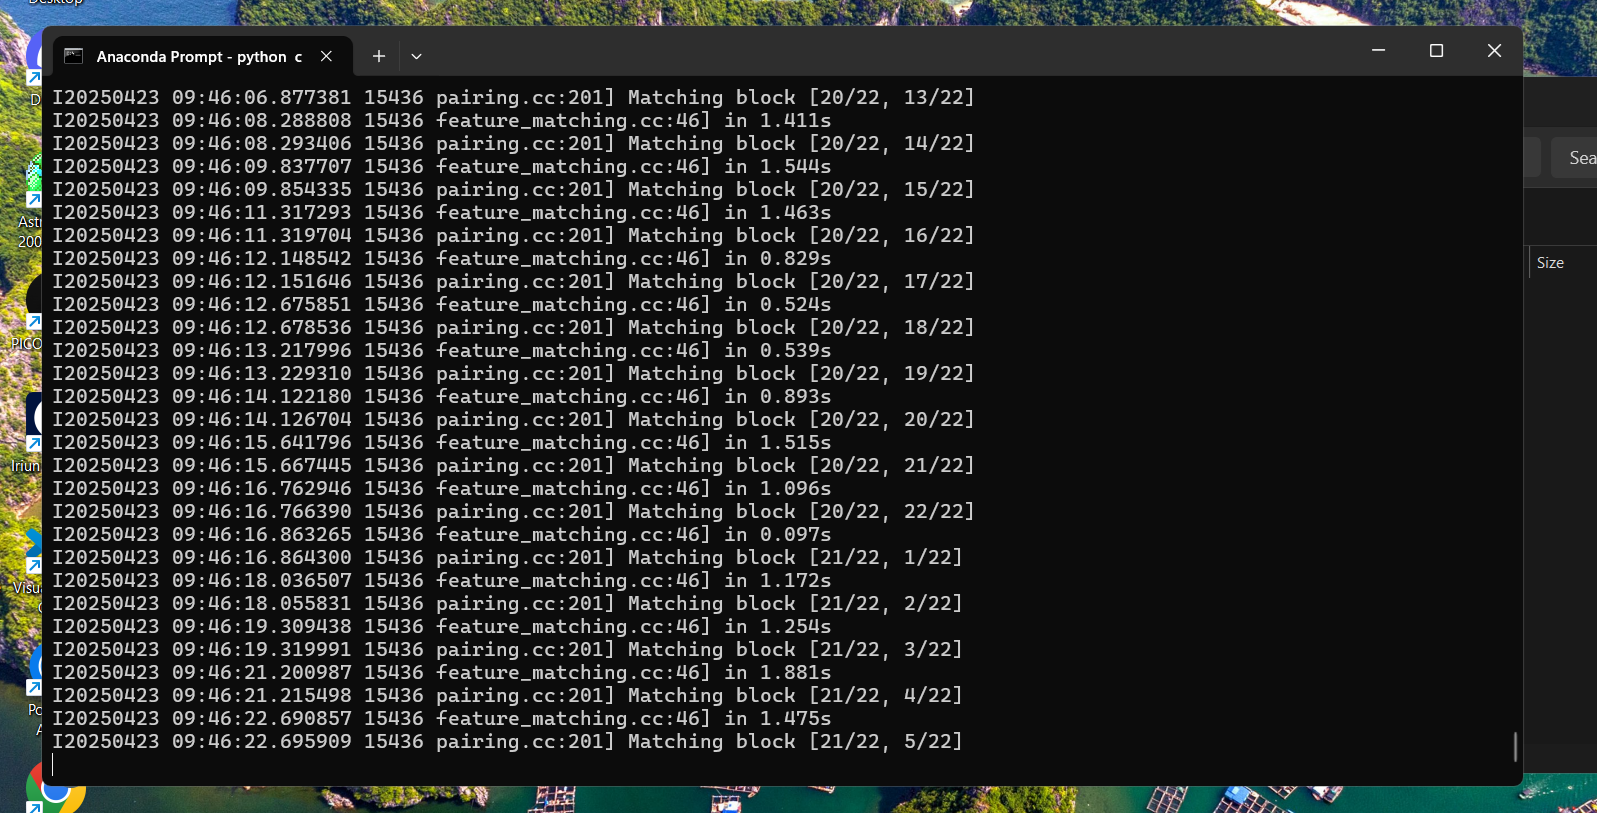 Desktop
Anaconda Prompt - python c
I20250423 09:46:06.877381 15436 pairing.cc:201] Matching block [20/22, 13/22]
I20250423 09:46:08.288808 15436 feature_matching.cc:46] in 1.411s
I20250423 09:46:08.293406 15436 pairing.cc:201] Matching block [20/22, 14/22]
I20250423 09:46:09.837707 15436 feature_matching.cc:46] in 1.544s
I20250423 09:46:09.854335 15436 pairing.cc:201] Matching block [20/22, 15/22]
I20250423 09:46:11.317293 15436 feature_matching.cc:46] in 1.463s
I20250423 09:46:11.319704 15436 pairing.cc:201] Matching block [20/22, 16/22]
I20250423 09:46:12.148542 15436 feature_matching.cc:46] in 0.829s
I20250423 09:46:12.151646 15436 pairing.cc:201] Matching block [20/22, 17/22]
I20250423 09:46:12.675851 15436 feature_matching.cc:46] in 0.524s
I20250423 09:46:12.678536 15436 pairing.cc:201] Matching block [20/22, 18/22]
I20250423 09:46:13.217996 15436 feature_matching.cc:46] in 0.539s
I20250423 09:46:13.229310 15436 pairing.cc:201] Matching block [20/22, 19/22]
I20250423 09:46:14.122180 15436 feature_matching.cc:46] in 0.893s
I20250423 09:46:14.126704 15436 pairing.cc:201] Matching block [20/22, 20/22]
I20250423 09:46:15.641796 15436 feature_matching.cc:46] in 1.515s
I20250423 09:46:15.667445 15436 pairing.cc:201] Matching block [20/22, 21/22]
I20250423 09:46:16.762946 15436 feature_matching.cc:46] in 1.096s
I20250423 09:46:16.766390 15436 pairing.cc:201] Matching block [20/22, 22/22]
I20250423 09:46:16.863265 15436 feature_matching.cc:46] in 0.097s
I20250423 09:46:16.864300 15436 pairing.cc:201] Matching block [21/22, 1/22]
I20250423 09:46:18.036507 15436 feature_matching.cc:46] in 1.172s
I20250423 09:46:18.055831 15436 pairing.cc:201] Matching block [21/22, 2/22]
I20250423 09:46:19.309438 15436 feature_matching.cc:46] in 1.254s
I20250423 09:46:19.319991 15436 pairing.cc:201] Matching block [21/22, 3/22]
I20250423 09:46:21.200987 15436 feature_matching.cc:46] in 1.881s
I20250423 09:46:21.215498 15436 pairing.cc:201] Matching block [21/22, 4/22]
I20250423 09:46:22.690857 15436 feature_matching.cc:46] in 1.475s
I20250423 09:46:22.695909 15436 pairing.cc:201] Matching block [21/22, 5/22]
D
Ast
200
PICO
Iriun
Visu
Po
A
Sea
Size